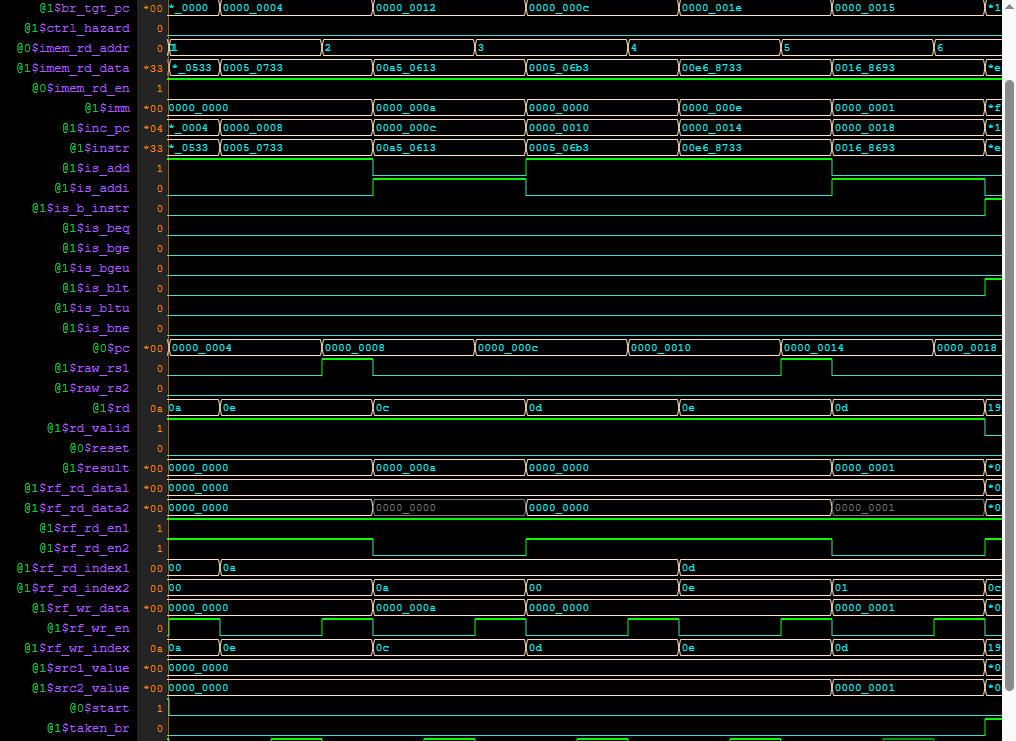 @1$br_tgt_pc *00 *_0000 0000_0004 0000_0012 0000_000c 0000_001e 0000_0015 *1
@1$ctrl_hazard 0
@0$imem_rd_addr 0 1 2 3 4 5 6
@1$imem_rd_data *33 *_0533 0005_0733 00a5_0613 0005_06b3 00e6_8733 0016_8693 *e
@0$imem_rd_en 1
@1$imm *00 0000_0000 0000_000a 0000_0000 0000_000e 0000_0001 *f
@1$inc_pc *04 *_0004 0000_0008 0000_000c 0000_0010 0000_0014 0000_0018 *1
@1$instr *33 *_0533 0005_0733 00a5_0613 0005_06b3 00e6_8733 0016_8693 *e
@1$is_add 1
@1$is_addi 0
@1$is_b_instr 0
@1$is_beq 0
@1$is_bge 0
@1$is_bgeu 0
@1$is_blt 0
@1$is_bltu 0
@1$is_bne 0
@0$pc *00 0000_0004 0000_0008 0000_000c 0000_0010 0000_0014 0000_0018
@1$raw_rs1 0
@1$raw_rs2 0
@1$rd 0a 0a 0e 0c 0d 0e 0d 19
@1$rd_valid 1
@0$reset 0
@1$result *00 0000_0000 0000_000a 0000_0000 0000_0001 *0
@1$rf_rd_data1 *00 0000_0000 *0
@1$rf_rd_data2 *00 0000_0000 0000_0000 0000_0000 0000_0001 *0
@1$rf_rd_en1 1
@1$rf_rd_en2 1
@1$rf_rd_index1 00 00 0a 0d
@1$rf_rd_index2 00 00 0a 00 0e 01 0c
@1$rf_wr_data *00 0000_0000 0000_000a 0000_0000 0000_0001 *0
@1$rf_wr_en 0
@1$rf_wr_index 0a 0a 0e 0c 0d 0e 0d 19
@1$src1_value *00 0000_0000 *0
@1$src2_value *00 0000_0000 0000_0001 *0
@0$start 1
@1$taken_br 0